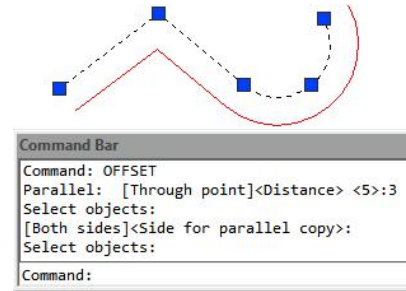 Command Bar
Command: OFFSET
Parallel:  [Through point]<Distance> <5>:3
Select objects:
[Both sides]<Side for parallel copy>:
Select objects:
Command: